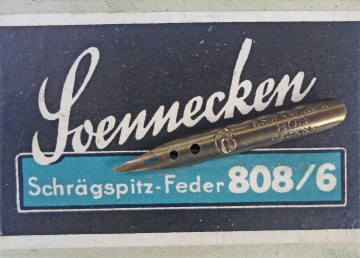 Soennecken
Schrägspitz-Feder 808/6